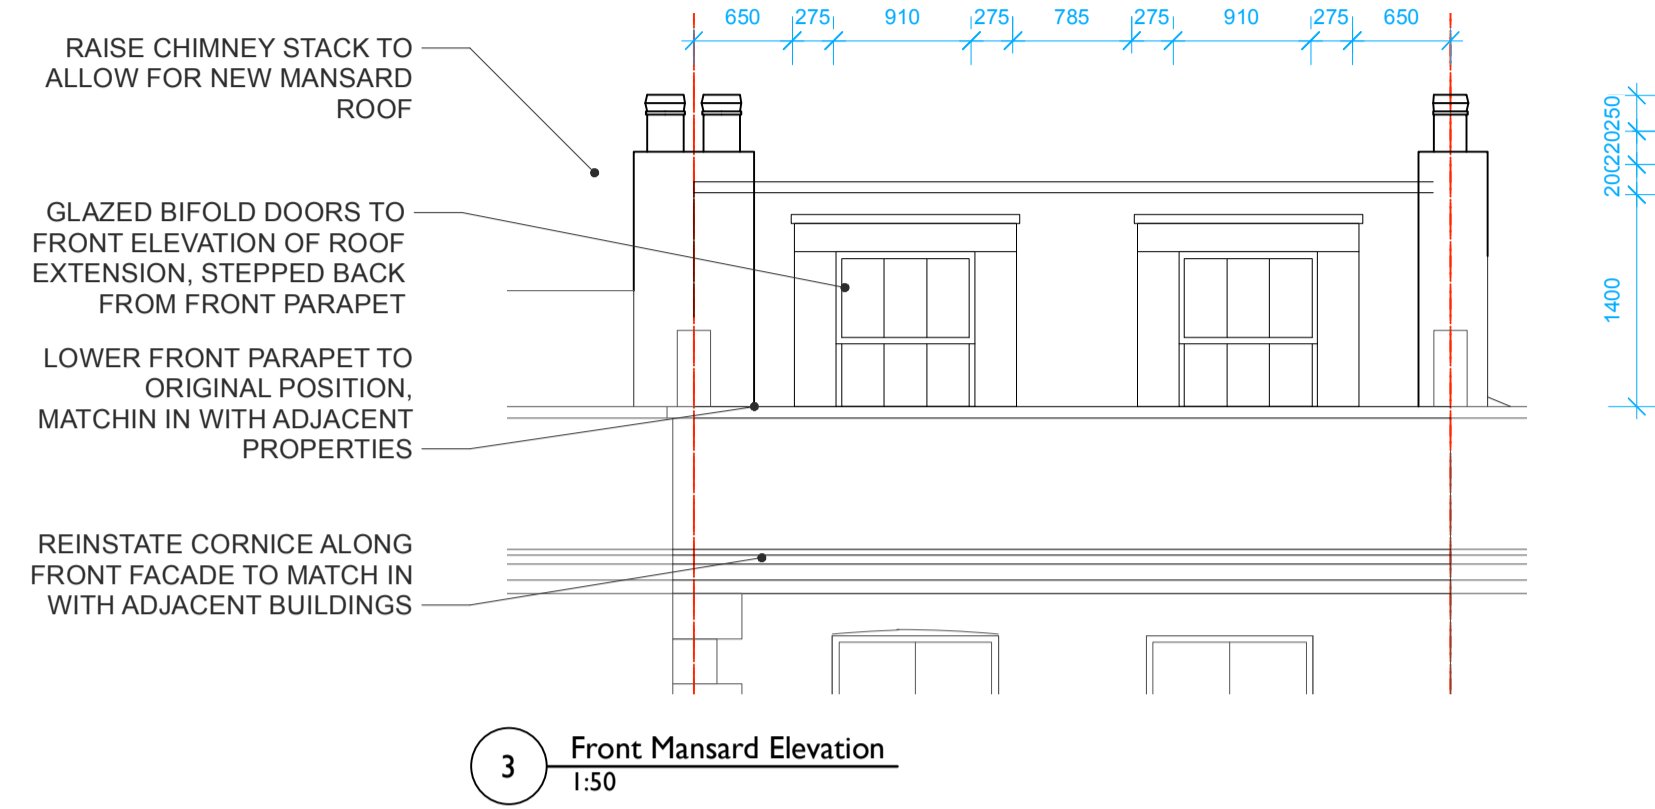 650 275 910 275 785 275 910 275 650
RAISE CHIMNEY STACK TO
ALLOW FOR NEW MANSARD
ROOF
GLAZED BIFOLD DOORS TO
FRONT ELEVATION OF ROOF
EXTENSION, STEPPED BACK
FROM FRONT PARAPET
LOWER FRONT PARAPET TO
ORIGINAL POSITION,
MATCHIN IN WITH ADJACENT
PROPERTIES
REINSTATE CORNICE ALONG
FRONT FACADE TO MATCH IN
WITH ADJACENT BUILDINGS
250
220
200
1400
3
Front Mansard Elevation
1:50